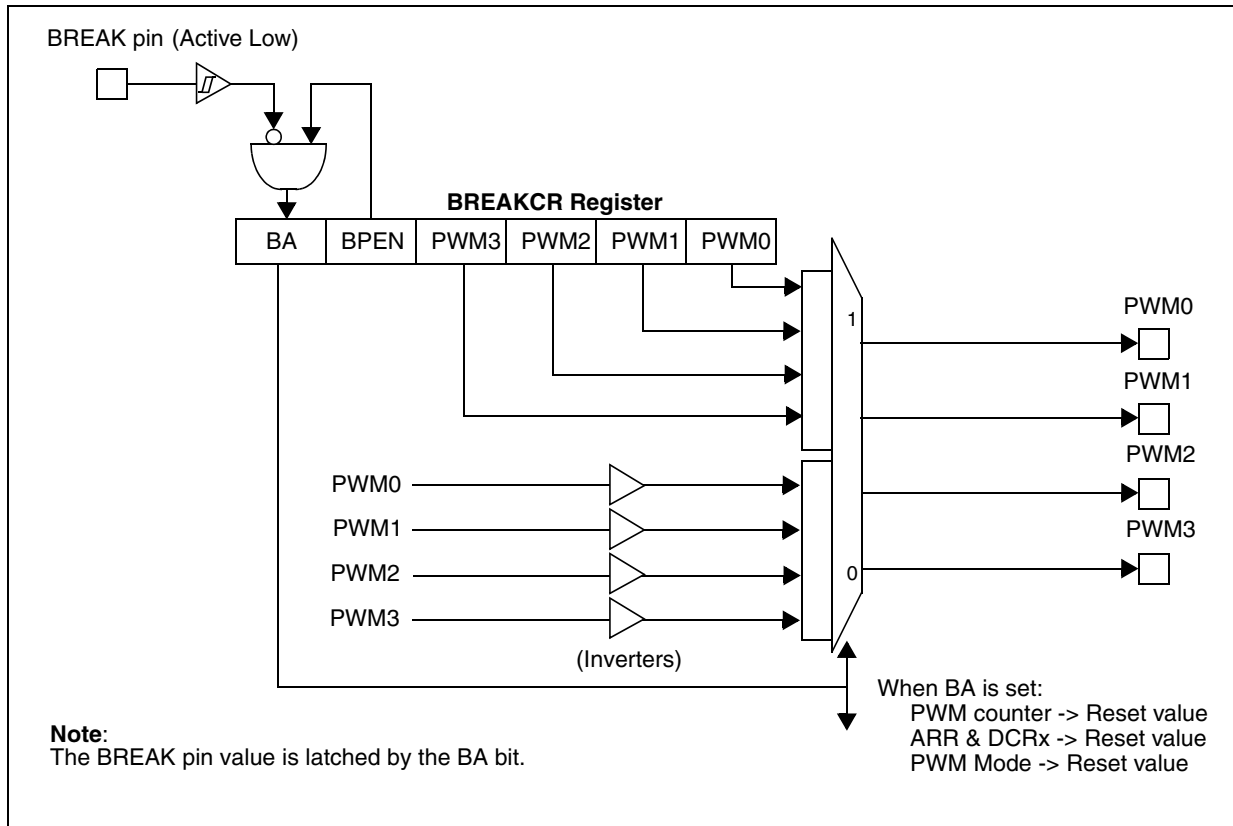 BREAK pin (Active Low)
BREAKCR Register
BA BPEN PWM3 PWM2 PWM1 PWM0
1
PWM0
PWM1
PWM2
PWM3
PWM0
PWM1
PWM2
PWM3
0
(Inverters)
When BA is set:
PWM counter -> Reset value
ARR & DCRx -> Reset value
PWM Mode -> Reset value
Note:
The BREAK pin value is latched by the BA bit.